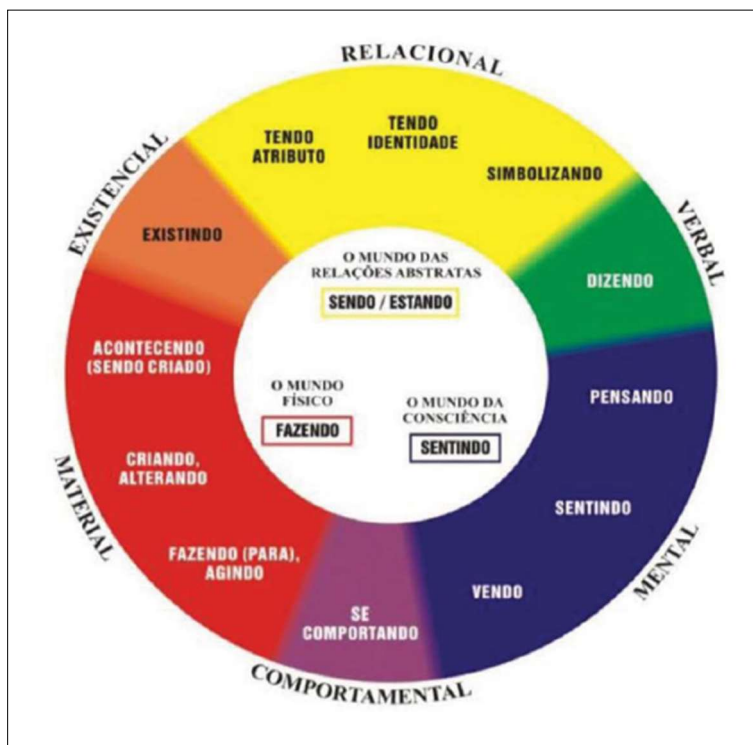 RELACIONAL
TENDO
ATRIBUTO
TENDO
IDENTIDADE
SIMBOLIZANDO
EXISTENCIAL
EXISTINDO
VERBAL
DIZENDO
O MUNDO DAS
RELAÇÕES ABSTRATAS
SENDO / ESTANDO
ACONTECENDO
(SENDO CRIADO)
O MUNDO
FÍSICO
FAZENDO
O MUNDO DA
CONSCIÊNCIA
SENTINDO
PENSANDO
CRIANDO,
ALTERANDO
SENTINDO
MATERIAL
FAZENDO (PARA),
AGINDO
VENDO
MENTAL
SE
COMPORTANDO
COMPORTAMENTAL